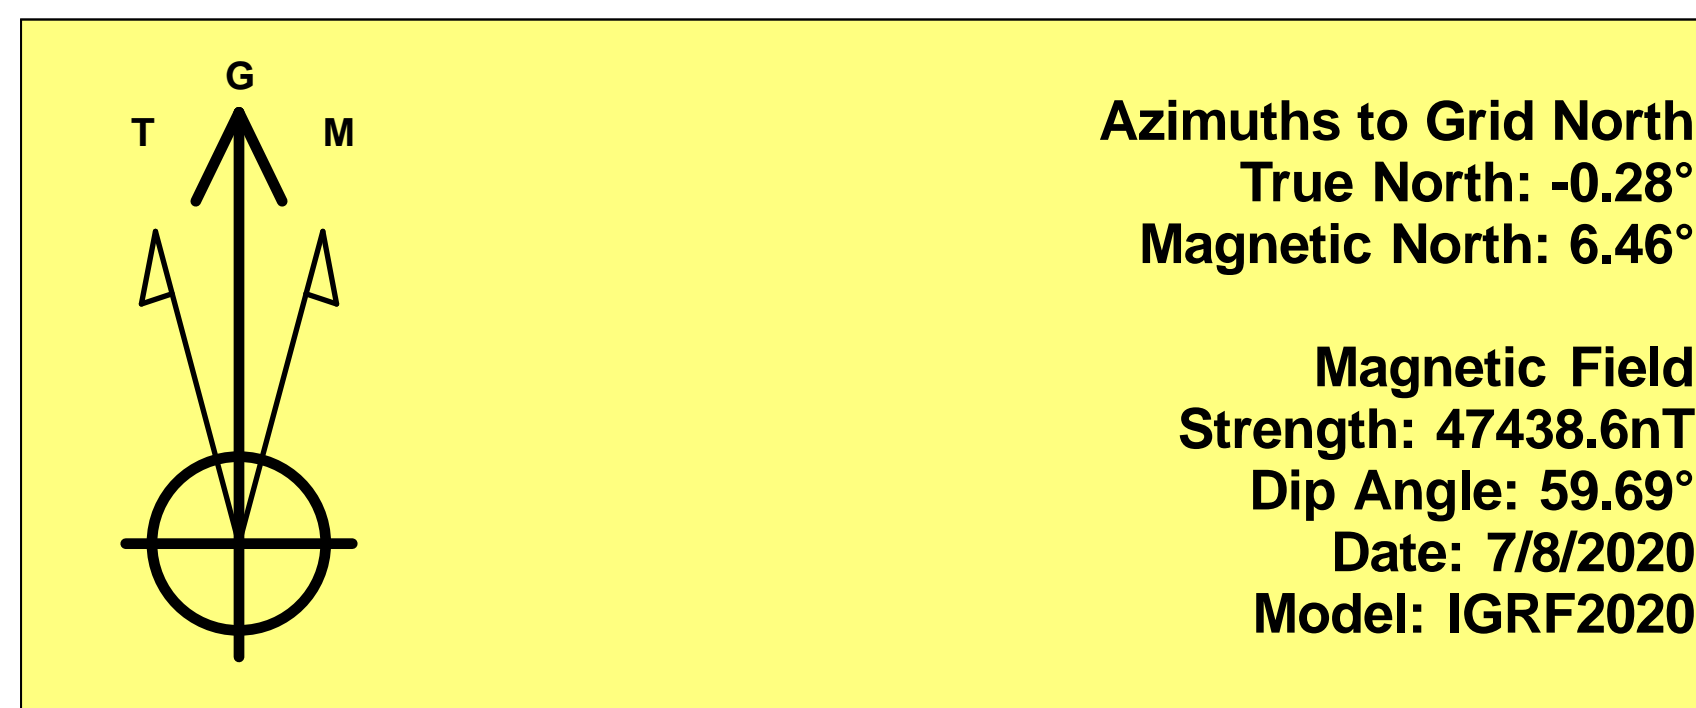 G
T M
Azimuths to Grid North
True North: -0.28°
Magnetic North: 6.46°
Magnetic Field
Strength: 47438.6nT
Dip Angle: 59.69°
Date: 7/8/2020
Model: IGRF2020